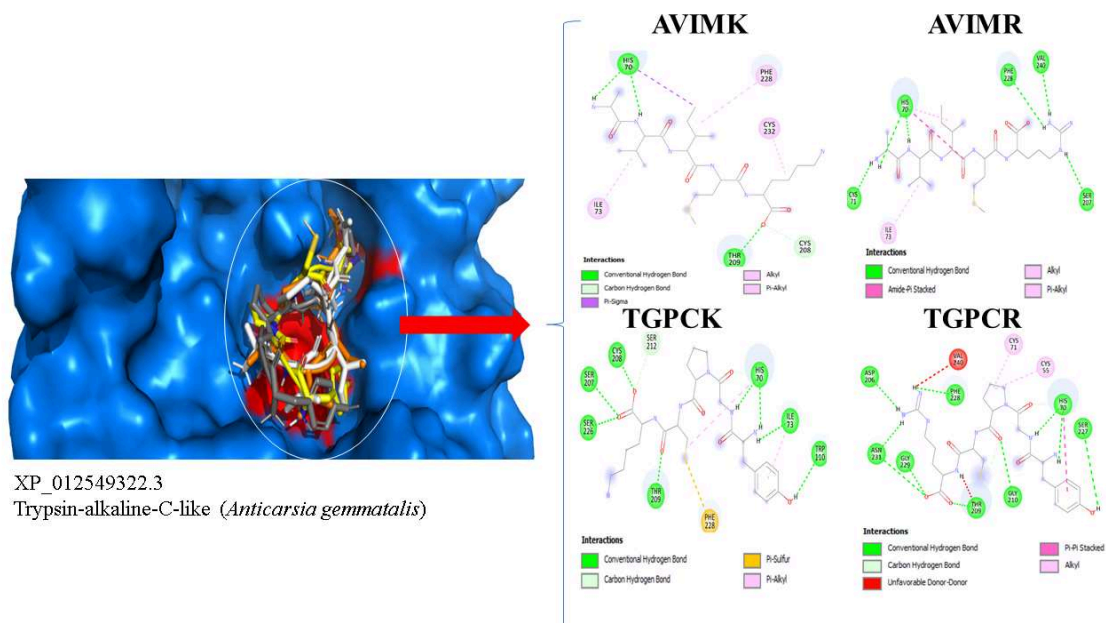 AVIMK
AVIMR
HIS
70
PHE
228
CYS
232
ILE
73
THR
209
CYS
208
Interactions
Conventional Hydrogen Bond
Carbon Hydrogen Bond
Pi-Sigma
Alkyl
Pi-Alkyl
PHE
228
VAL
240
HIS
70
CYS
71
ILE
73
SER
207
Interactions
Conventional Hydrogen Bond
Amide-Pi Stacked
Alkyl
Pi-Alkyl
TGPCK
TGPCR
SER
212
CYS
208
SER
207
SER
226
HIS
70
ILE
73
TRP
110
THR
209
PHE
228
Interactions
Conventional Hydrogen Bond
Carbon Hydrogen Bond
Pi-Sulfur
Pi-Alkyl
CYS
71
CYS
55
ASP
206
PHE
228
HIS
SER
227
ASN
231
GLY
229
THR
209
GLY
210
Interactions
Conventional Hydrogen Bond
Carbon Hydrogen Bond
Unfavorable Donor-Donor
Pi-Pi Stacked
Alkyl
XP_012549322.3
Trypsin-alkaline-C-like (Anticarsia gemmatalis)